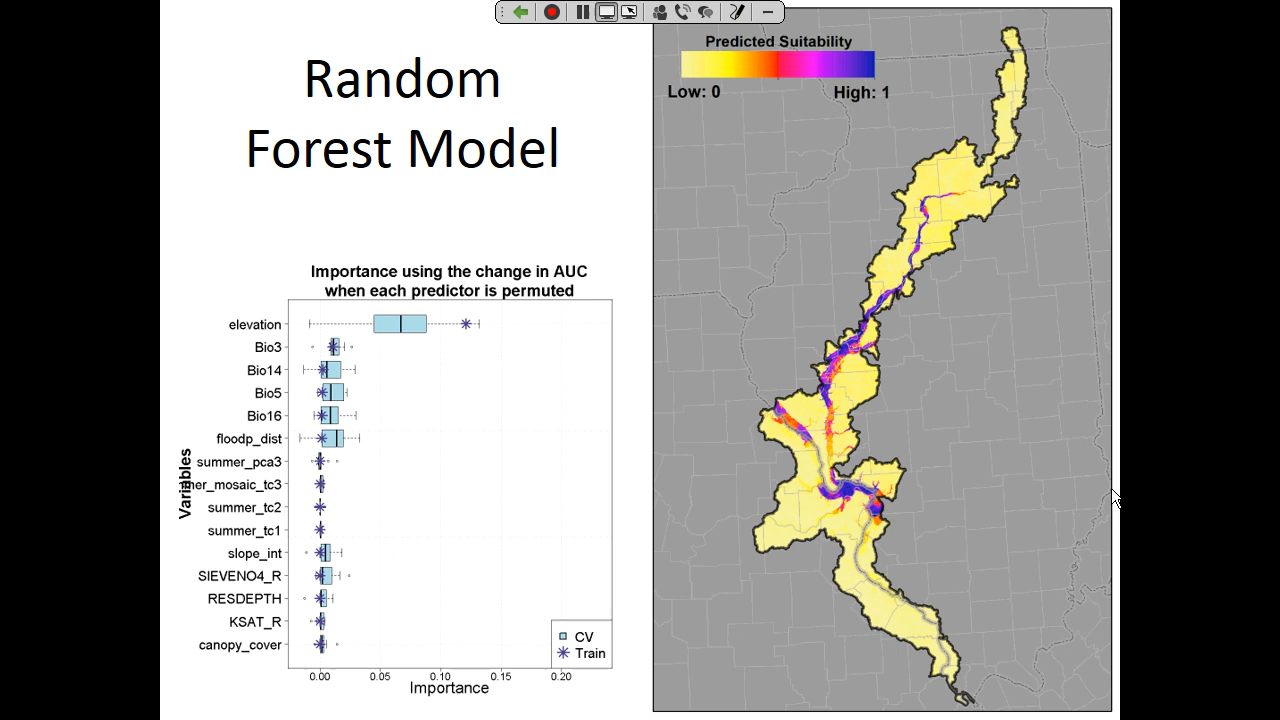 Random
Forest Model
Importance using the change in AUC
when each predictor is permuted
Variables
elevation
Bio3
Bio14
Bio5
Bio16
floodp_dist
summer_pca3
mer_mosaic_tc3
summer_tc2
summer_tc1
slope_int
SIEVENO4_R
RESDEPTH
KSAT_R
canopy_cover
CV
Train
0.00 0.05 0.10 0.15 0.20
Importance
Predicted Suitability
Low: 0 High: 1